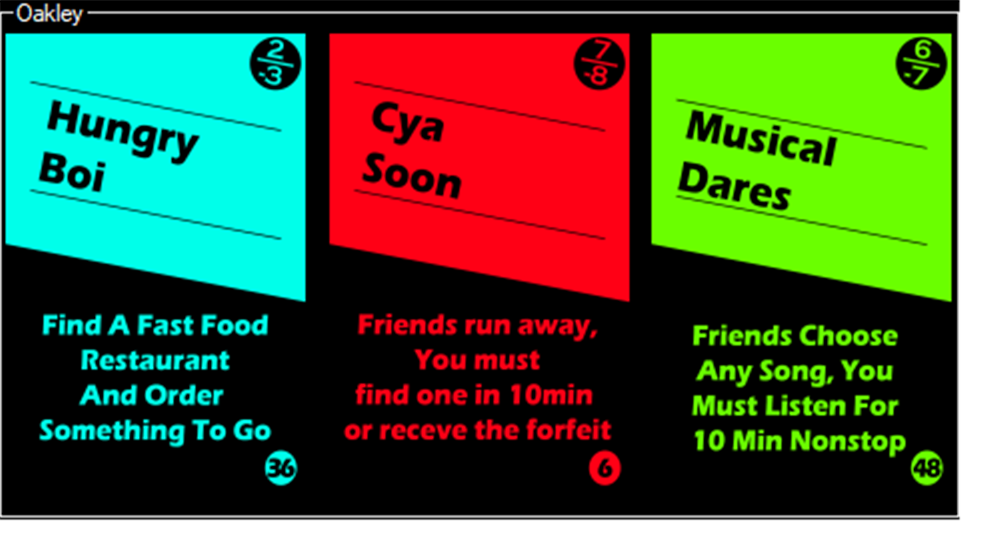 Oakley
2
-3
Hungry
Boi
Find A Fast Food
Restaurant
And Order
Something To Go
36
7
-8
Cya
Soon
Friends run away,
You must
find one in 10min
or receve the forfeit
6
6
-7
Musical
Dares
Friends Choose
Any Song, You
Must Listen For
10 Min Nonstop
48